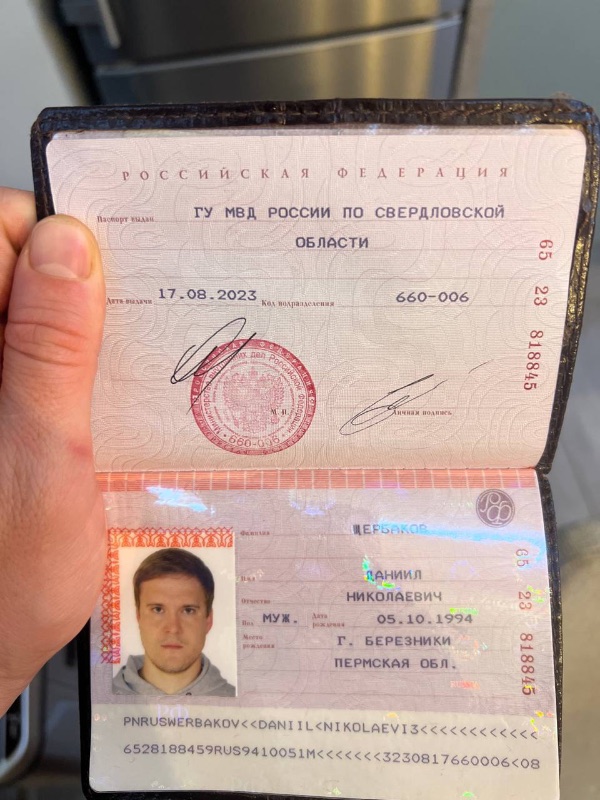 РОССИЙСКАЯ ФЕДЕРАЦИЯ
Паспорт выдан ГУ МВД РОССИИ ПО СВЕРДЛОВСКОЙ
ОБЛАСТИ
Дата выдачи 17.08.2023 Код подразделения 660-006
65 23 818845
М.П.
Личная подпись
660-006
Фамилия ЩЕРБАКОВ
Имя ДАНИИЛ
Отчество НИКОЛАЕВИЧ
Пол МУЖ. Дата рождения 05.10.1994
Место рождения Г. БЕРЕЗНИКИ
ПЕРМСКАЯ ОБЛ.
65 23 818845
PNRUSWERBAKOV<<DANIIL<NIKOLAEVI3<<<<<<<<<<<<
6528188459RUS9410051M<<<<<<<3230817660006<08